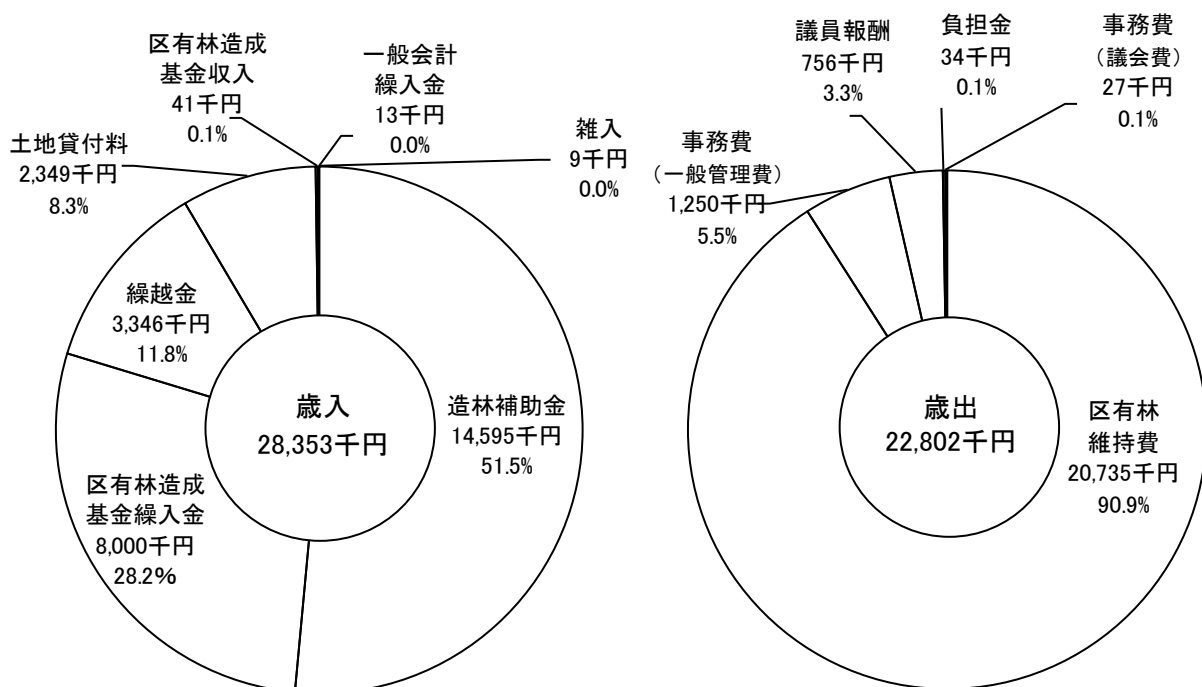 区有林造成
基金収入
41千円
0.1%
一般会計
繰入金
13千円
0.0%
雑入
9千円
0.0%
土地貸付料
2,349千円
8.3%
繰越金
3,346千円
11.8%
区有林造成
基金繰入金
8,000千円
28.2%
歳入
28,353千円
造林補助金
14,595千円
51.5%
議員報酬
756千円
3.3%
負担金
34千円
0.1%
事務費
（議会費）
27千円
0.1%
事務費
（一般管理費）
1,250千円
5.5%
歳出
22,802千円
区有林
維持費
20,735千円
90.9%